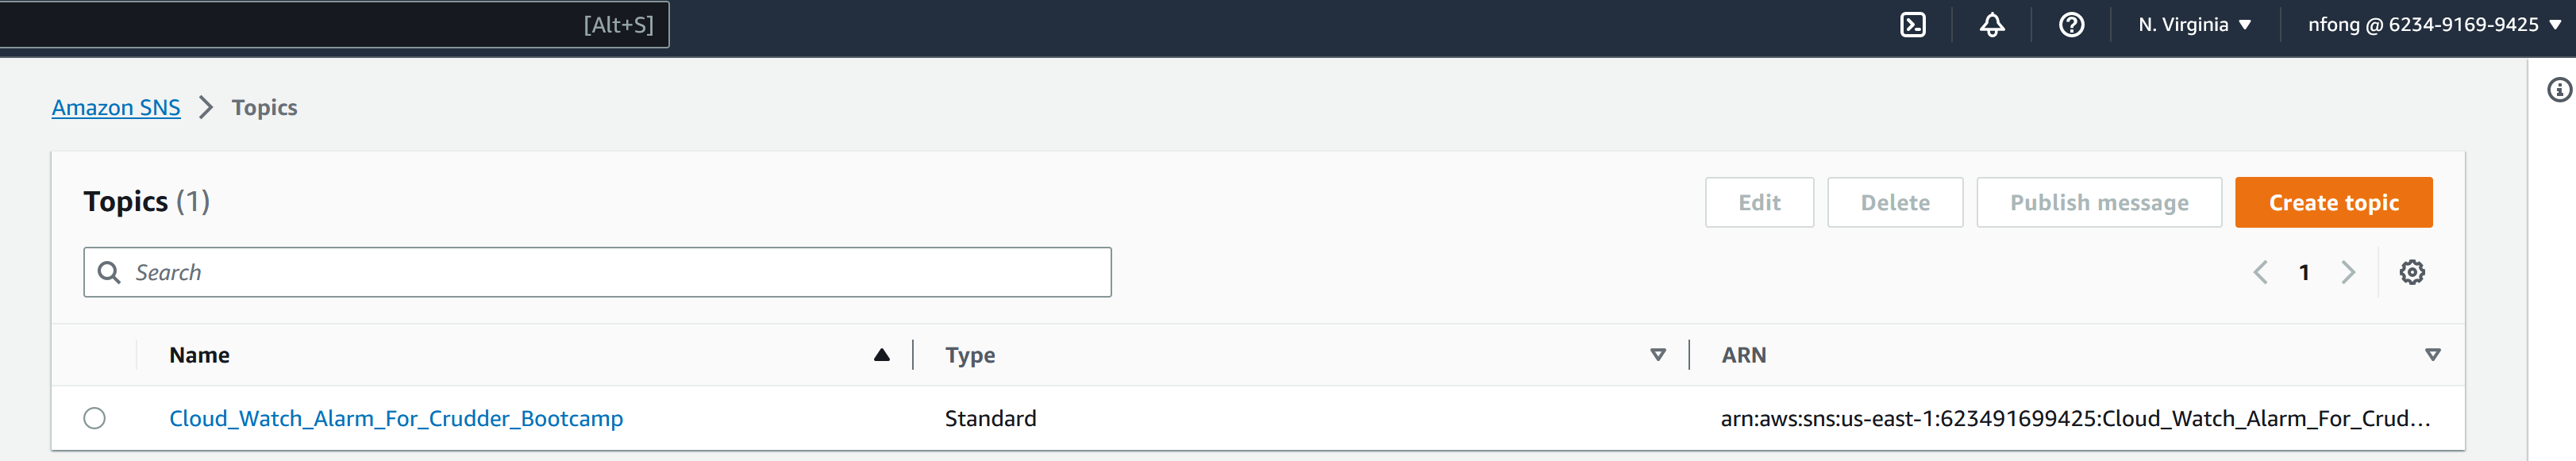 [Alt+S]
N. Virginia
nfong @ 6234-9169-9425
Amazon SNS
Topics
Topics (1)
Edit
Delete
Publish message
Create topic
Search
1
Name
Type
ARN
Cloud_Watch_Alarm_For_Crudder_Bootcamp
Standard
arn:aws:sns:us-east-1:623491699425:Cloud_Watch_Alarm_For_Crud...